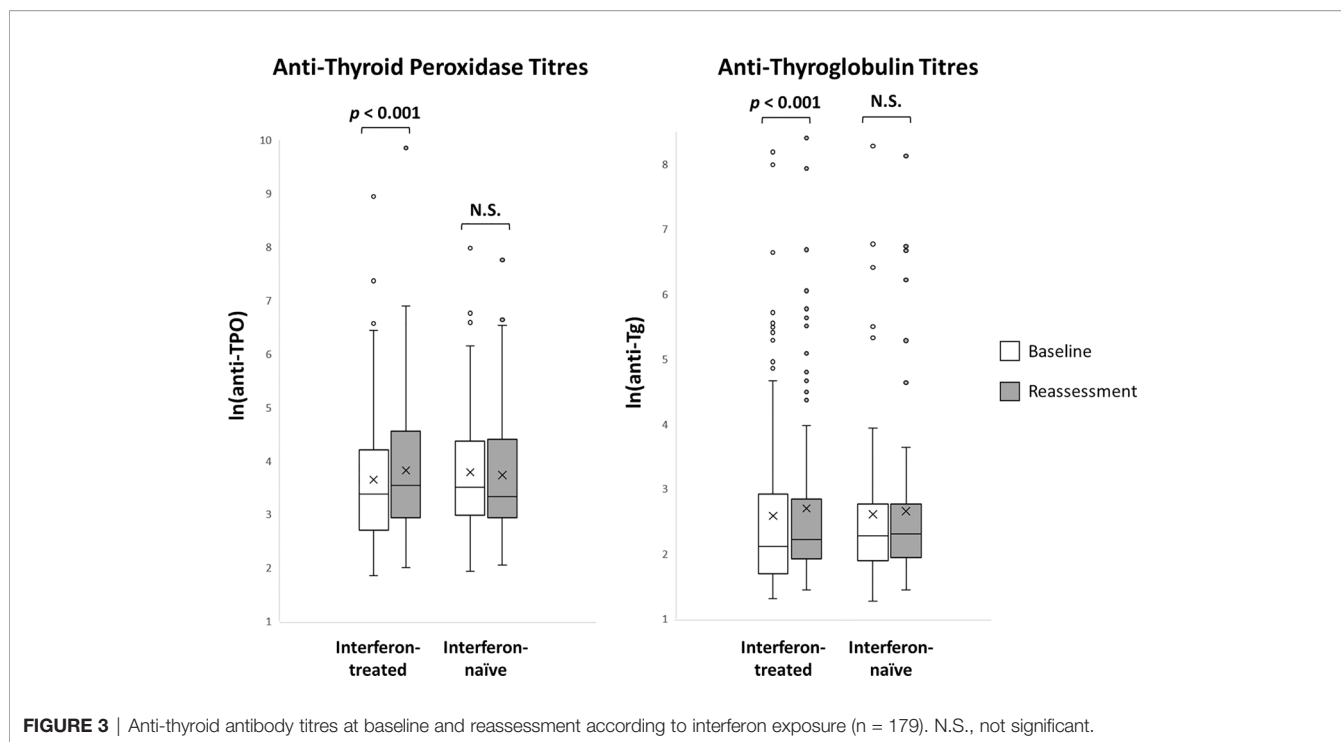 Anti-Thyroid Peroxidase Titres
p < 0.001
N.S.
10
9
8
7
6
5
4
3
2
1
ln(anti-TPO)
Interferon-
treated
Interferon-
naïve
Anti-Thyroglobulin Titres
p < 0.001
N.S.
8
7
6
5
4
3
2
1
ln(anti-Tg)
Interferon-
treated
Interferon-
naïve
Baseline
Reassessment
FIGURE 3 | Anti-thyroid antibody titres at baseline and reassessment according to interferon exposure (n = 179). N.S., not significant.